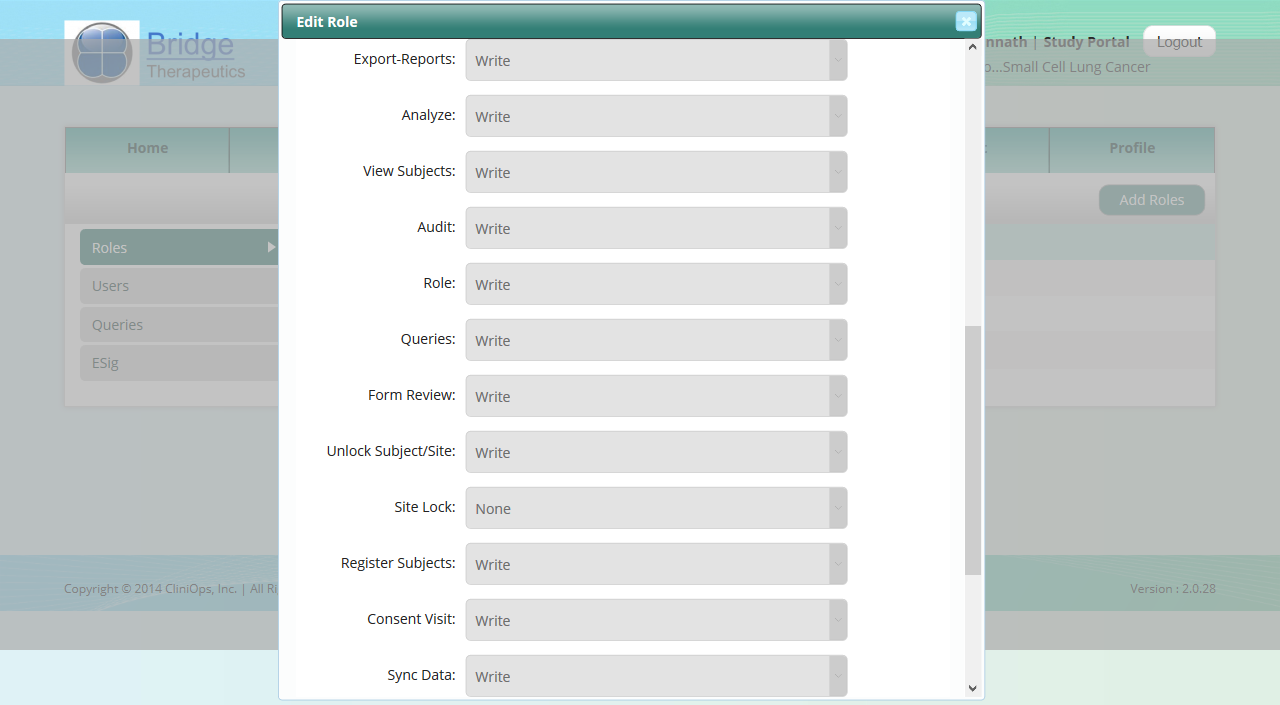 Edit Role
Bridge
Therapeutics
nnath | Study Portal
Logout
o...Small Cell Lung Cancer
Home
Profile
Add Roles
Roles
Users
Queries
ESig
Export-Reports: Write
Analyze: Write
View Subjects: Write
Audit: Write
Role: Write
Queries: Write
Form Review: Write
Unlock Subject/Site: Write
Site Lock: None
Register Subjects: Write
Consent Visit: Write
Sync Data: Write
Copyright © 2014 CliniOps, Inc. | All Ri
Version : 2.0.28